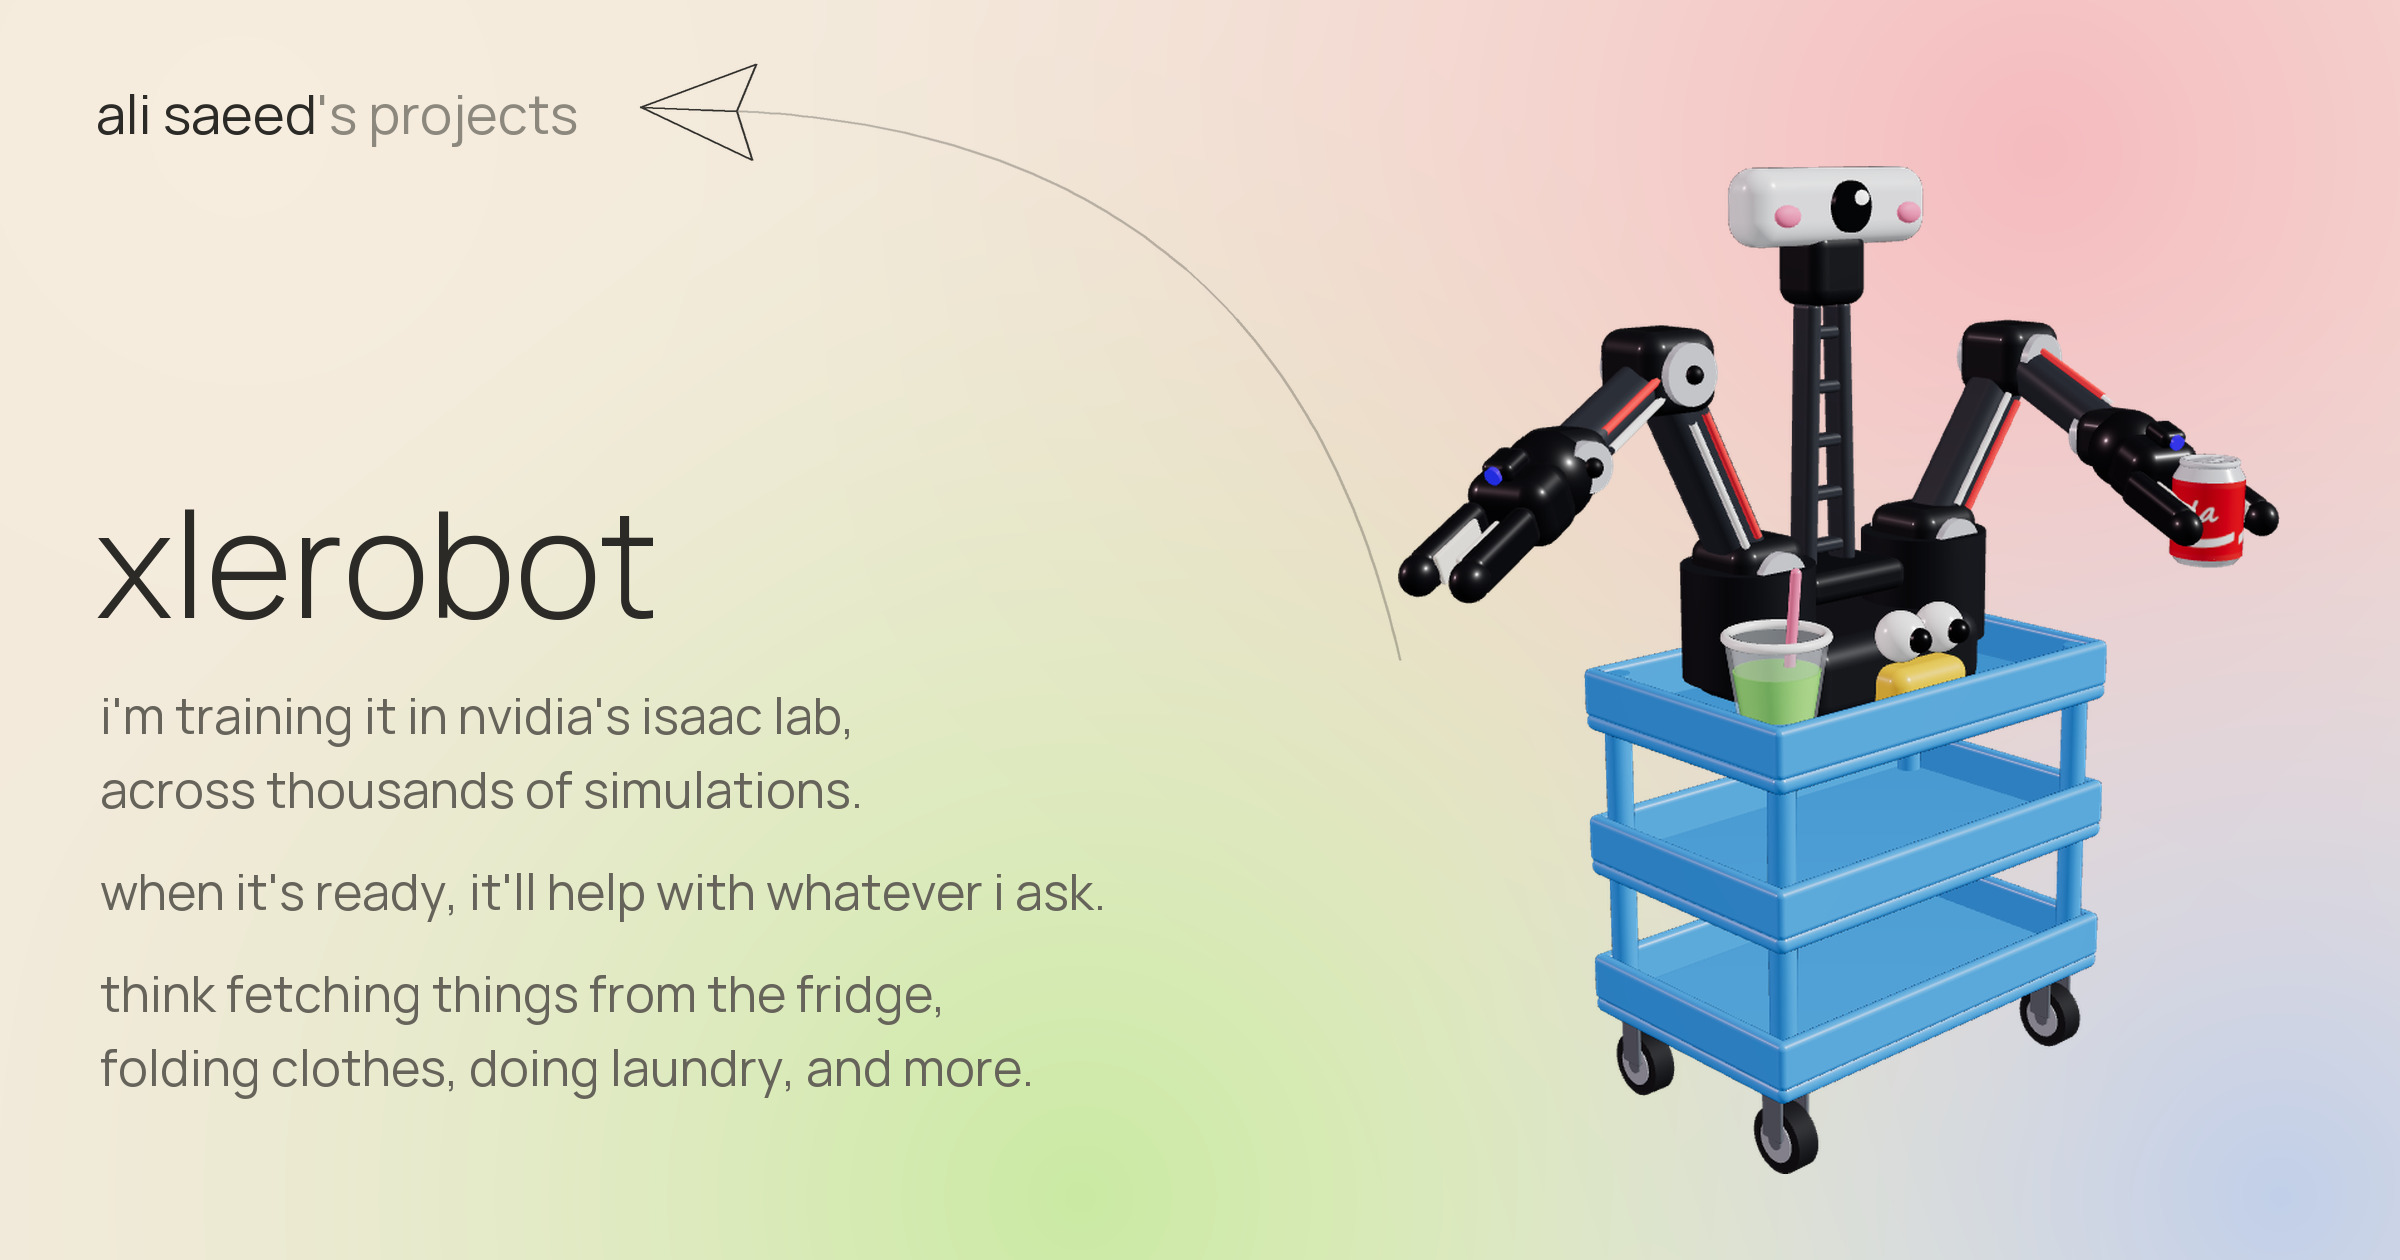 ali saeed's projects
xlerobot
i'm training it in nvidia's isaac lab,
across thousands of simulations.
when it's ready, it'll help with whatever i ask.
think fetching things from the fridge,
folding clothes, doing laundry, and more.